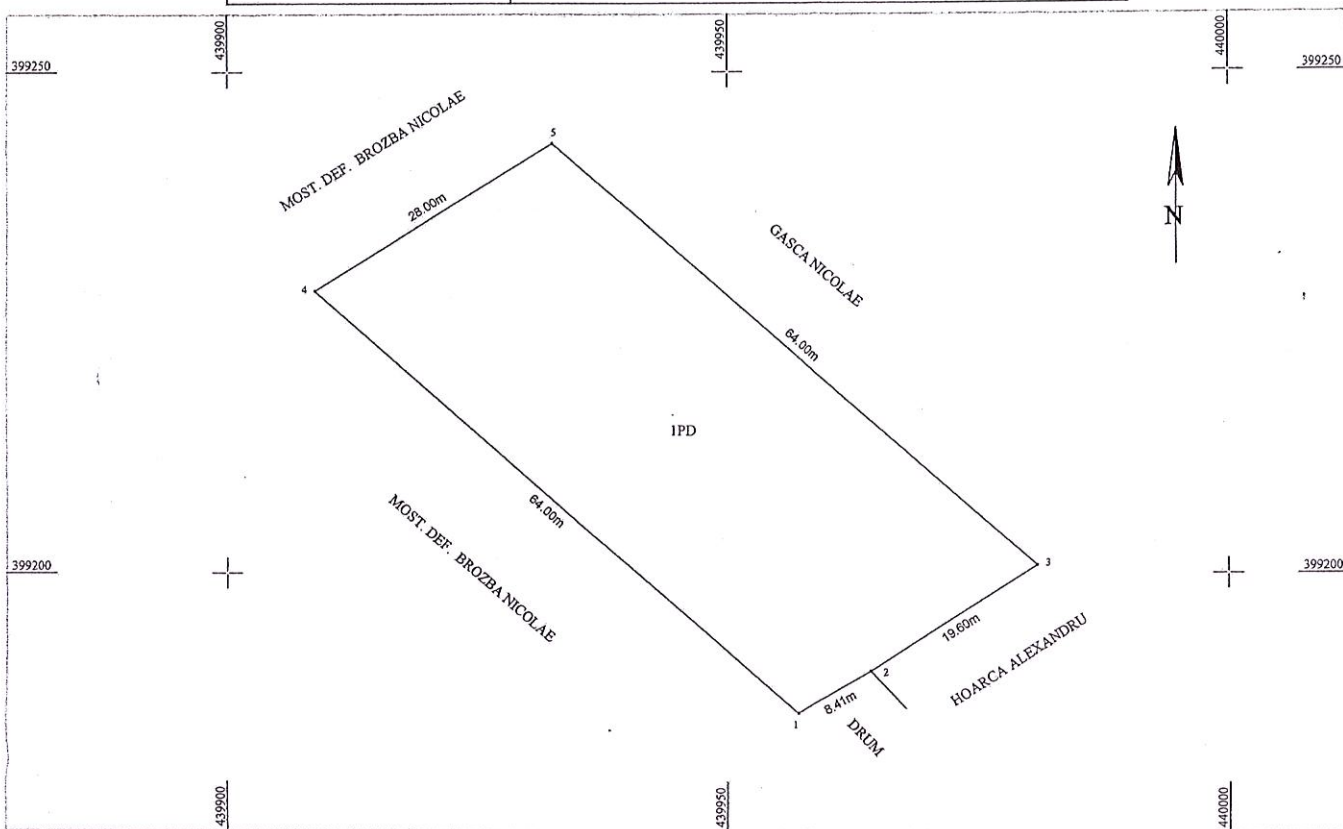 439900
439950
440000
399250
399250
MOST. DEF. BROZBA NICOLAE
5
28.00m
N
GASCA NICOLAE
4
64.00m
1PD
64.00m
MOST. DEF. BROZBA NICOLAE
3
399200
399200
19.60m
HOARCA ALEXANDRU
2
8.41m
1
DRUM
439900
439950
440000